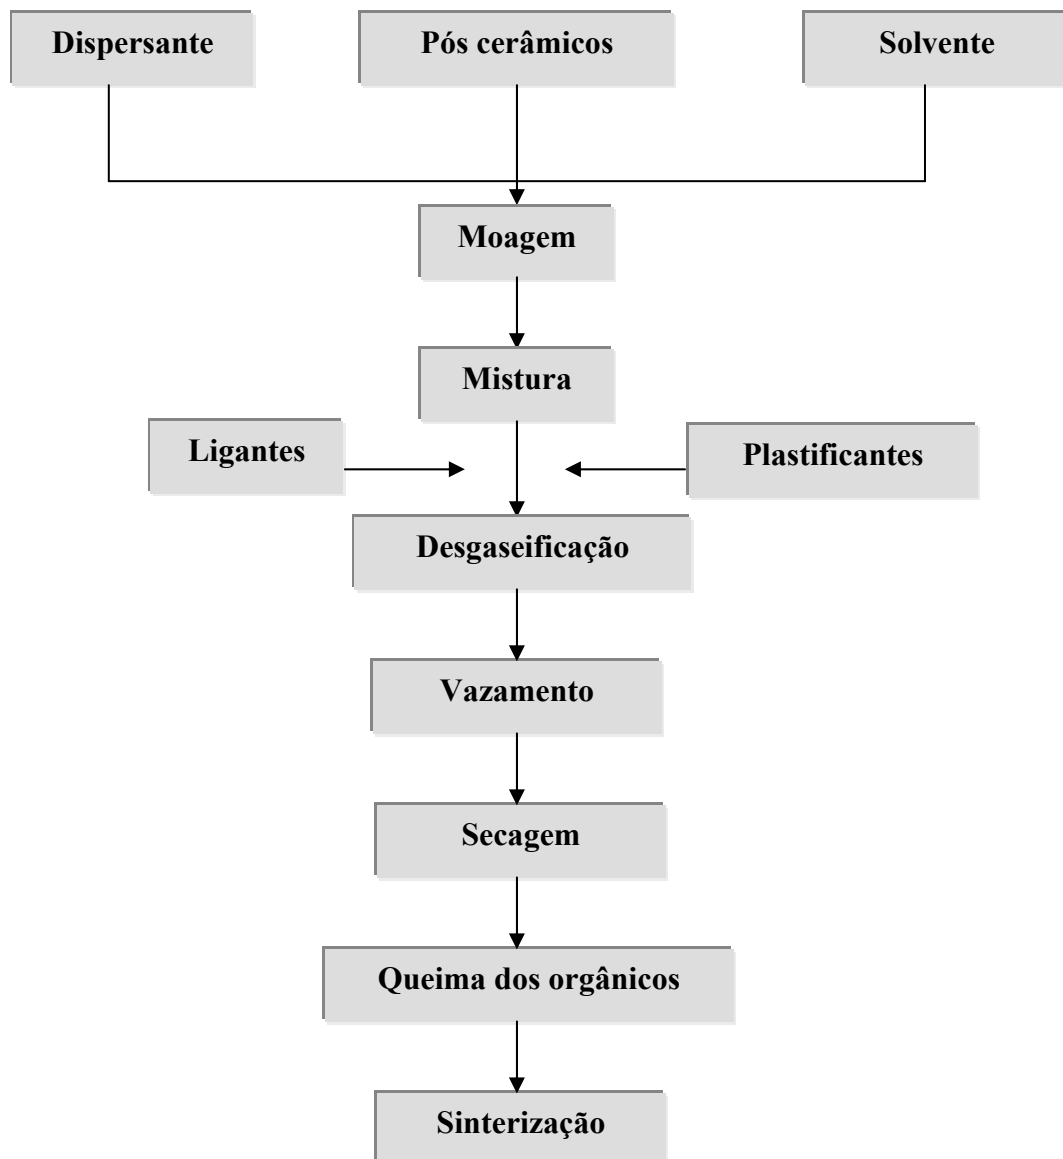 Dispersante
Pós cerâmicos
Solvente
Moagem
Mistura
Ligantes
Plastificantes
Desgaseificação
Vazamento
Secagem
Queima dos orgânicos
Sinterização